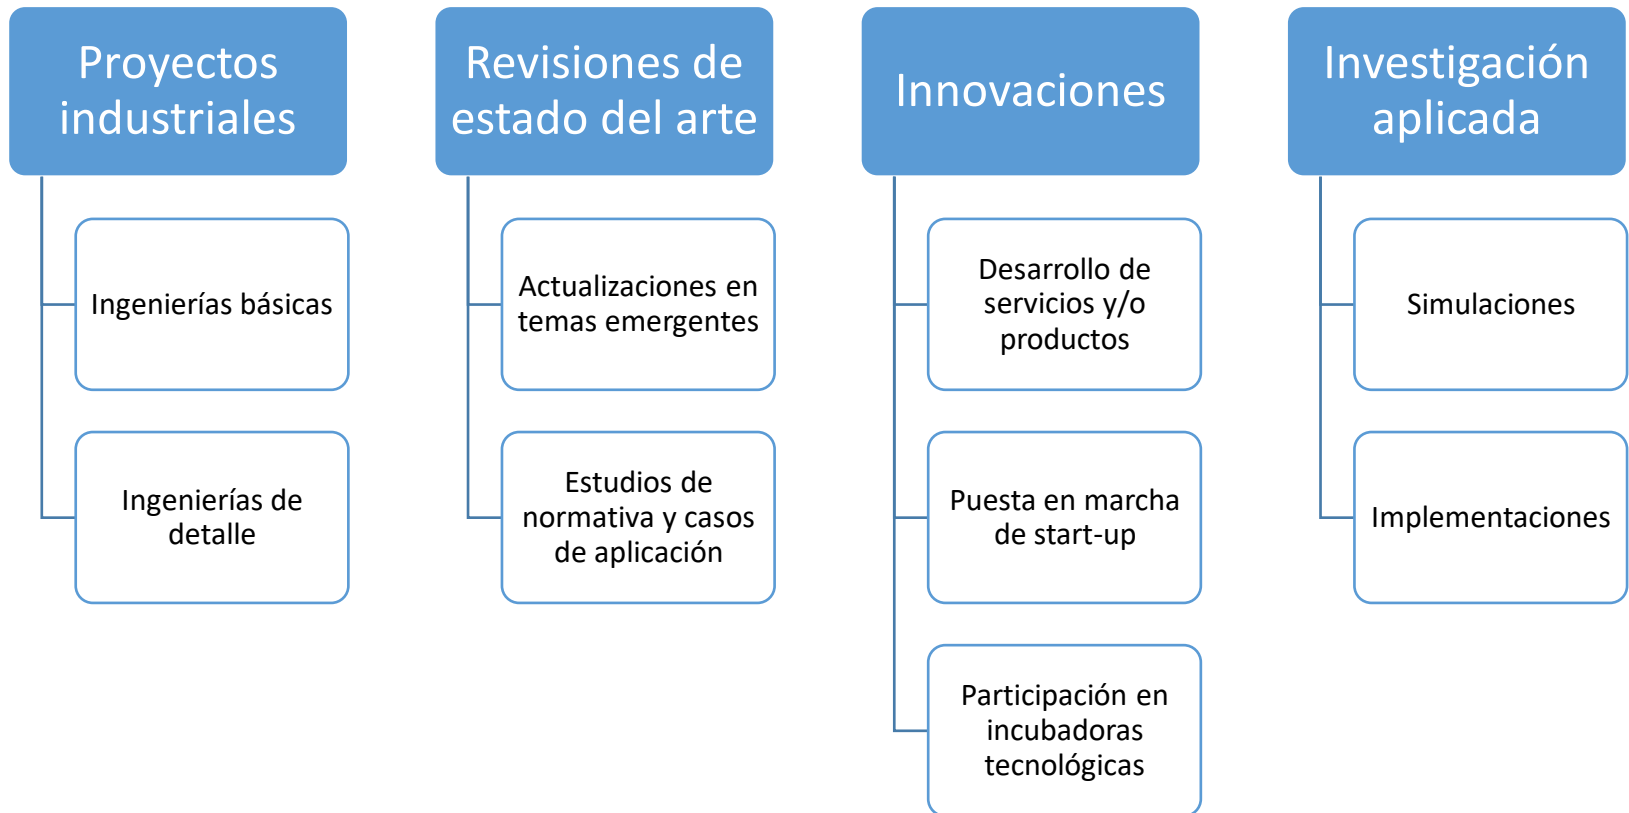 Proyectos
industriales
Ingenierías básicas
Ingenierías de
detalle
Revisiones de
estado del arte
Actualizaciones en
temas emergentes
Estudios de
normativa y casos
de aplicación
Innovaciones
Desarrollo de
servicios y/o
productos
Puesta en marcha
de start-up
Participación en
incubadoras
tecnológicas
Investigación
aplicada
Simulaciones
Implementaciones